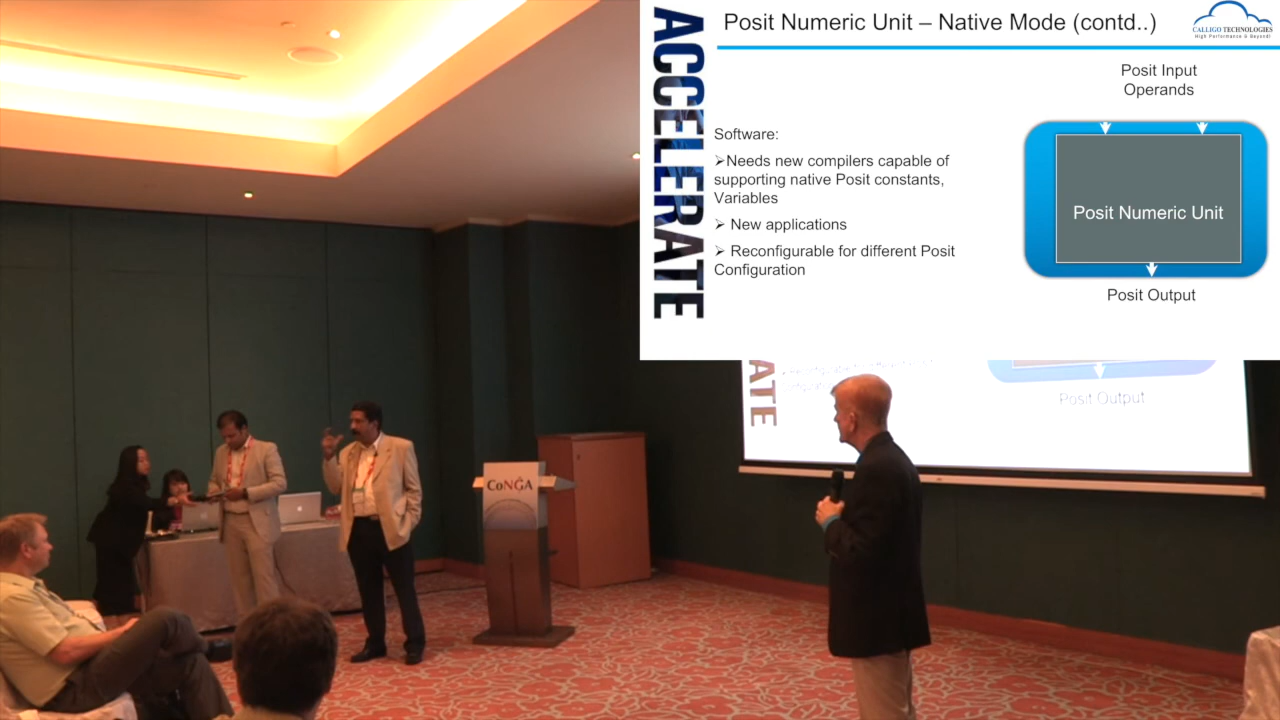 Posit Numeric Unit – Native Mode (contd..)
CALLIGO TECHNOLOGIES
High Performance & Beyond!
ACCELERATE
Posit Input
Operands
Software:
➢Needs new compilers capable of
supporting native Posit constants,
Variables
➢ New applications
➢ Reconfigurable for different Posit
Configuration
Posit Numeric Unit
Posit Output
ATE
Posit Output
CoNGA